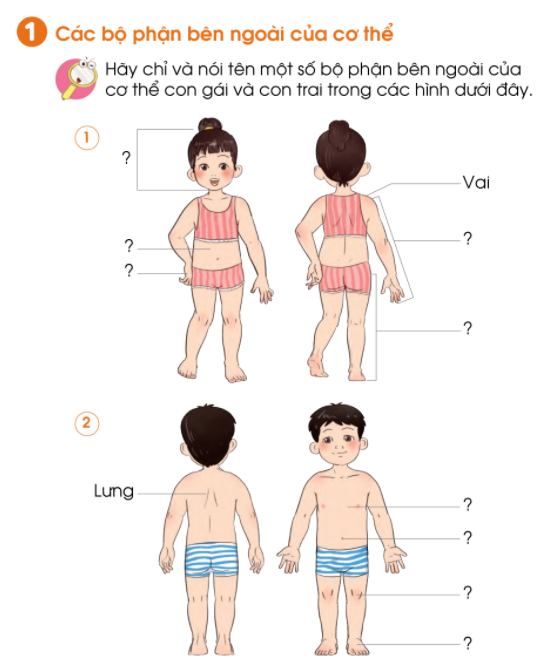 1 Các bộ phận bên ngoài của cơ thể
Hãy chỉ và nói tên một số bộ phận bên ngoài của
cơ thể con gái và con trai trong các hình dưới đây.
1
?
Vai
?
?
?
?
2
Lưng
?
?
?
?